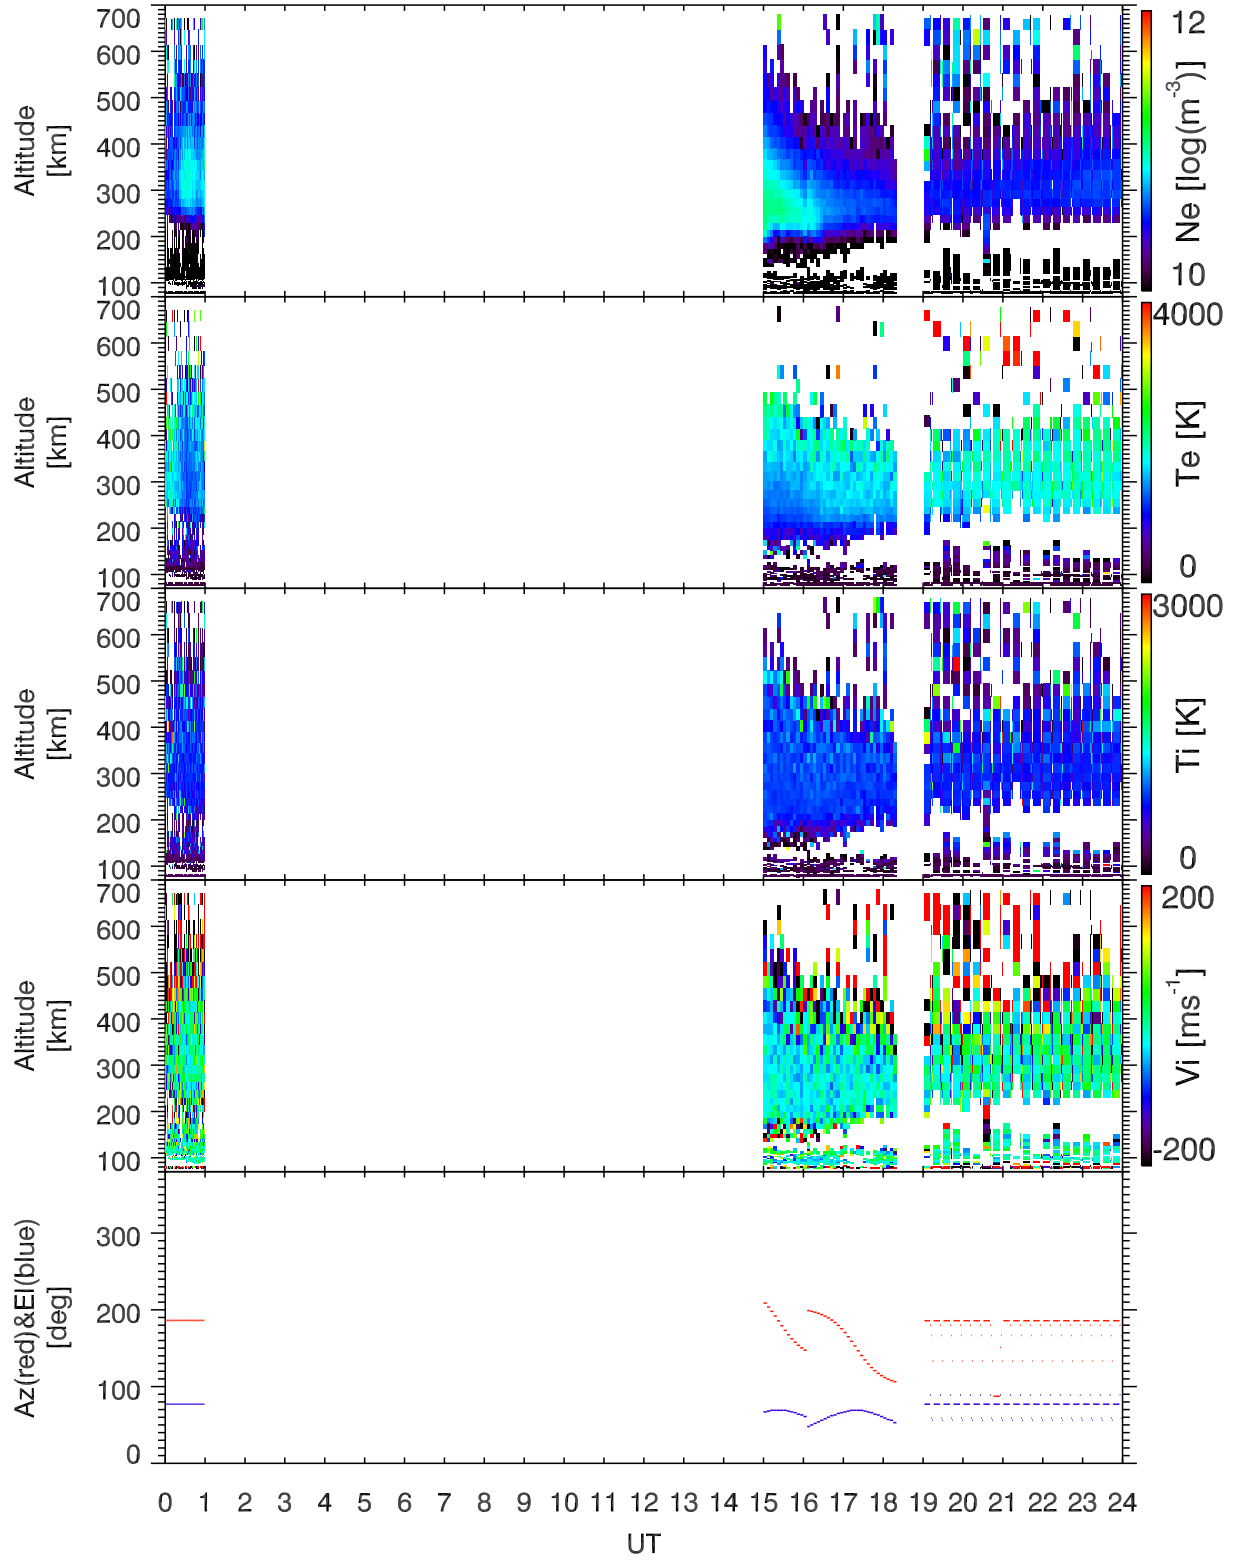 700
600
500
400
300
200
100
Altitude
[km]
12
Ne [log(m⁻³)]
10
700
600
500
400
300
200
100
Altitude
[km]
4000
Te [K]
0
700
600
500
400
300
200
100
Altitude
[km]
3000
Ti [K]
0
700
600
500
400
300
200
100
Altitude
[km]
200
Vi [ms⁻¹]
-200
300
200
100
0
Az(red)&El(blue)
[deg]
0 1 2 3 4 5 6 7 8 9 10 11 12 13 14 15 16 17 18 19 20 21 22 23 24
UT